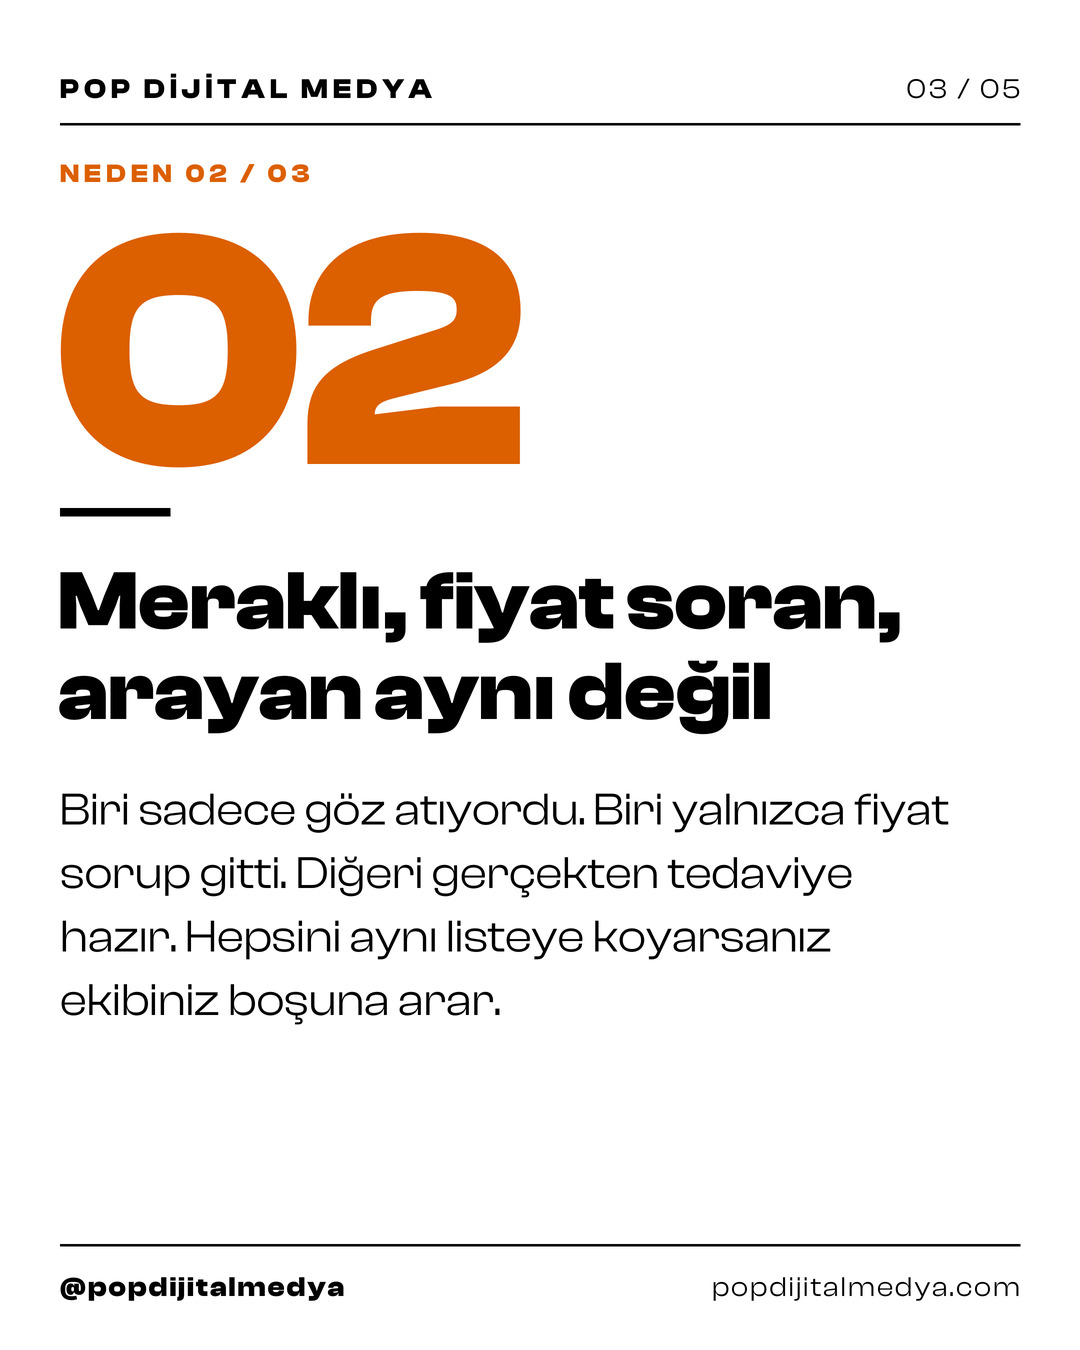 POP DİJİTAL MEDYA
03 / 05
NEDEN 02 / 03
02
Meraklı, fiyat soran,
arayan aynı değil
Biri sadece göz atıyordu. Biri yalnızca fiyat
sorup gitti. Diğeri gerçekten tedaviye
hazır. Hepsini aynı listeye koyarsanız
ekibiniz boşuna arar.
@popdijitalmedya
popdijitalmedya.com